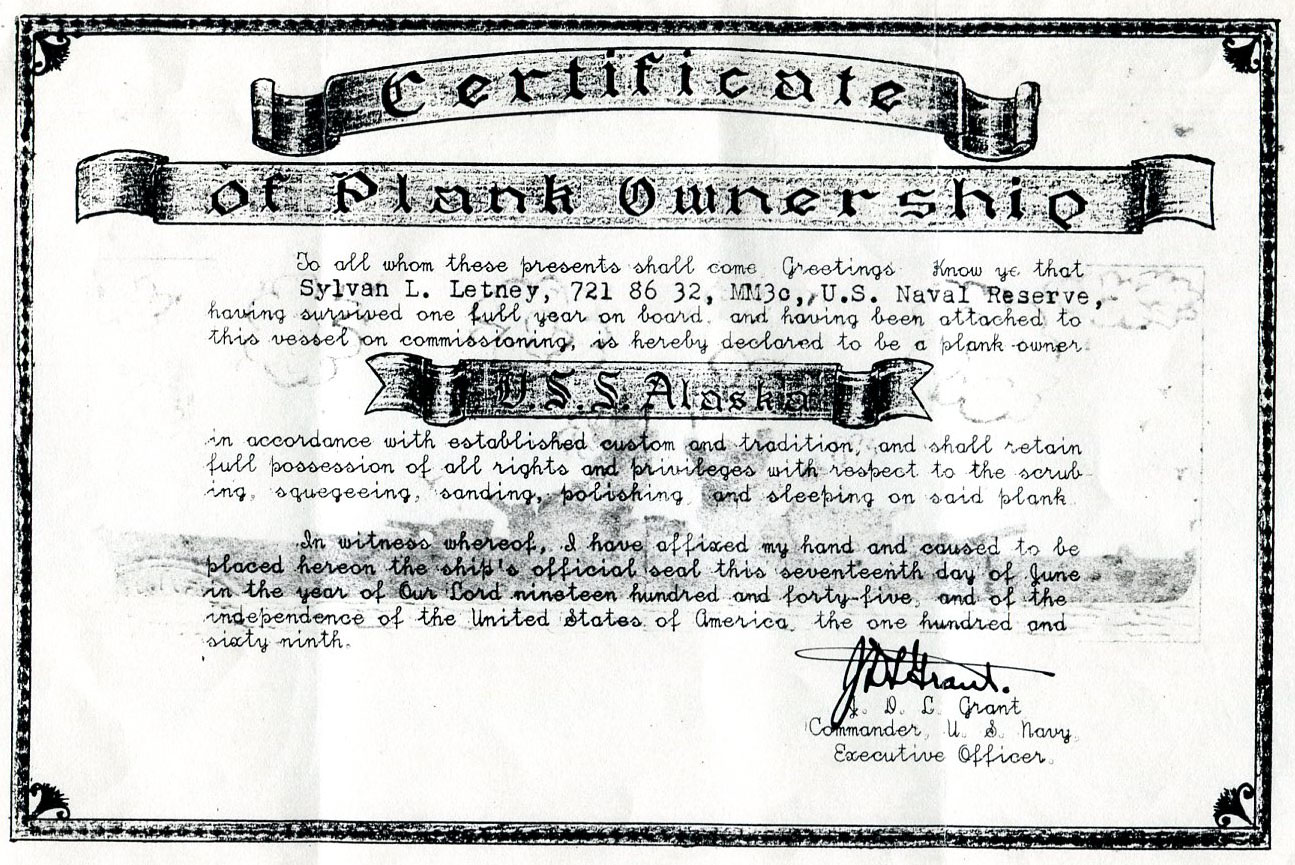 Certificate
of Plank Ownership
To all whom these presents shall come Greetings Know ye that
Sylvan L. Letney, 721 86 32, MM3c, U.S. Naval Reserve,
having survived one full year on board, and having been attached to
this vessel on commissioning, is hereby declared to be a plank owner
U.S.S. Alaska
in accordance with established custom and tradition, and shall retain
full possession of all rights and privileges with respect to the scrub-
ing, squegeeing, sanding, polishing, and sleeping on said plank.
In witness whereof, I have affixed my hand and caused to be
placed hereon the ship's official seal this seventeenth day of June
in the year of Our Lord nineteen hundred and forty-five, and of the
independence of the United States of America, the one hundred and
sixty ninth.
J D L Grant.
J. D. L. Grant
Commander, U. S. Navy,
Executive Officer.